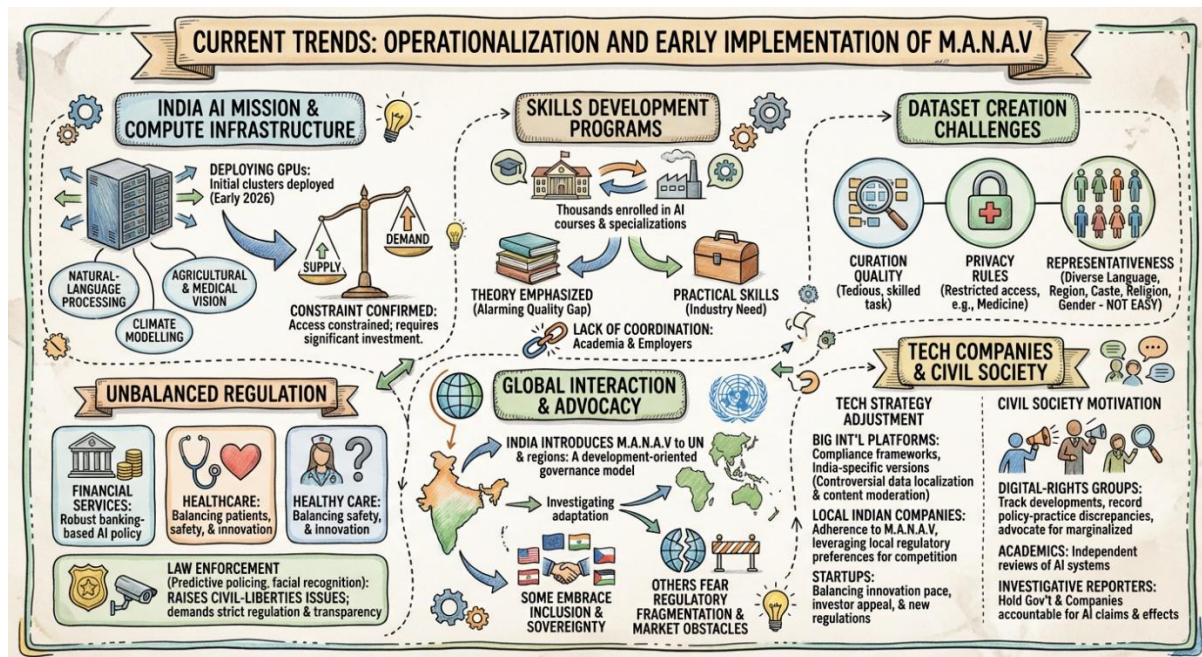 CURRENT TRENDS: OPERATIONALIZATION AND EARLY IMPLEMENTATION OF M.A.N.A.V
INDIA AI MISSION &
COMPUTE INFRASTRUCTURE
DEPLOYING GPUs:
Initial clusters deployed
(Early 2026)
SUPPLY
DEMAND
NATURAL-
LANGUAGE
PROCESSING
AGRICULTURAL
& MEDICAL
VISION
CLIMATE
MODELLING
CONSTRAINT CONFIRMED:
Access constrained; requires
significant investment.
SKILLS DEVELOPMENT
PROGRAMS
Thousands enrolled in AI
courses & specializations
THEORY EMPHASIZED
(Alarming Quality Gap)
PRACTICAL SKILLS
(Industry Need)
LACK OF COORDINATION:
Academia & Employers
DATASET CREATION
CHALLENGES
CURATION
QUALITY
(Tedious, skilled
task)
PRIVACY
RULES
(Restricted access,
e.g., Medicine)
REPRESENTATIVENESS
(Diverse Language,
Region, Caste, Religion,
Gender - NOT EASY)
UNBALANCED REGULATION
FINANCIAL
SERVICES:
Robust banking-
based AI policy
HEALTHCARE:
Balancing patients,
safety, & innovation
HEALTHY CARE:
Balancing safety,
& innovation
LAW ENFORCEMENT
(Predictive policing, facial recognition):
RAISES CIVIL-LIBERTIES ISSUES;
demands strict regulation & transparency
GLOBAL INTERACTION
& ADVOCACY
INDIA INTRODUCES M.A.N.A.V to UN
& regions: A development-oriented
governance model
Investigating
adaptation
SOME EMBRACE
INCLUSION &
SOVEREIGNTY
OTHERS FEAR
REGULATORY
FRAGMENTATION &
MARKET OBSTACLES
TECH COMPANIES
& CIVIL SOCIETY
TECH STRATEGY
ADJUSTMENT
BIG INT'L PLATFORMS:
Compliance frameworks,
India-specific versions
(Controversial data localization
& content moderation)
LOCAL INDIAN COMPANIES:
Adherence to M.A.N.A.V,
leveraging local regulatory
preferences for competition
STARTUPS:
Balancing innovation pace,
investor appeal, & new
regulations
CIVIL SOCIETY MOTIVATION
DIGITAL-RIGHTS GROUPS:
Track developments, record
policy-practice discrepancies,
advocate for marginalized
ACADEMICS: Independent
reviews of AI systems
INVESTIGATIVE REPORTERS:
Hold Gov't & Companies
accountable for AI claims & effects